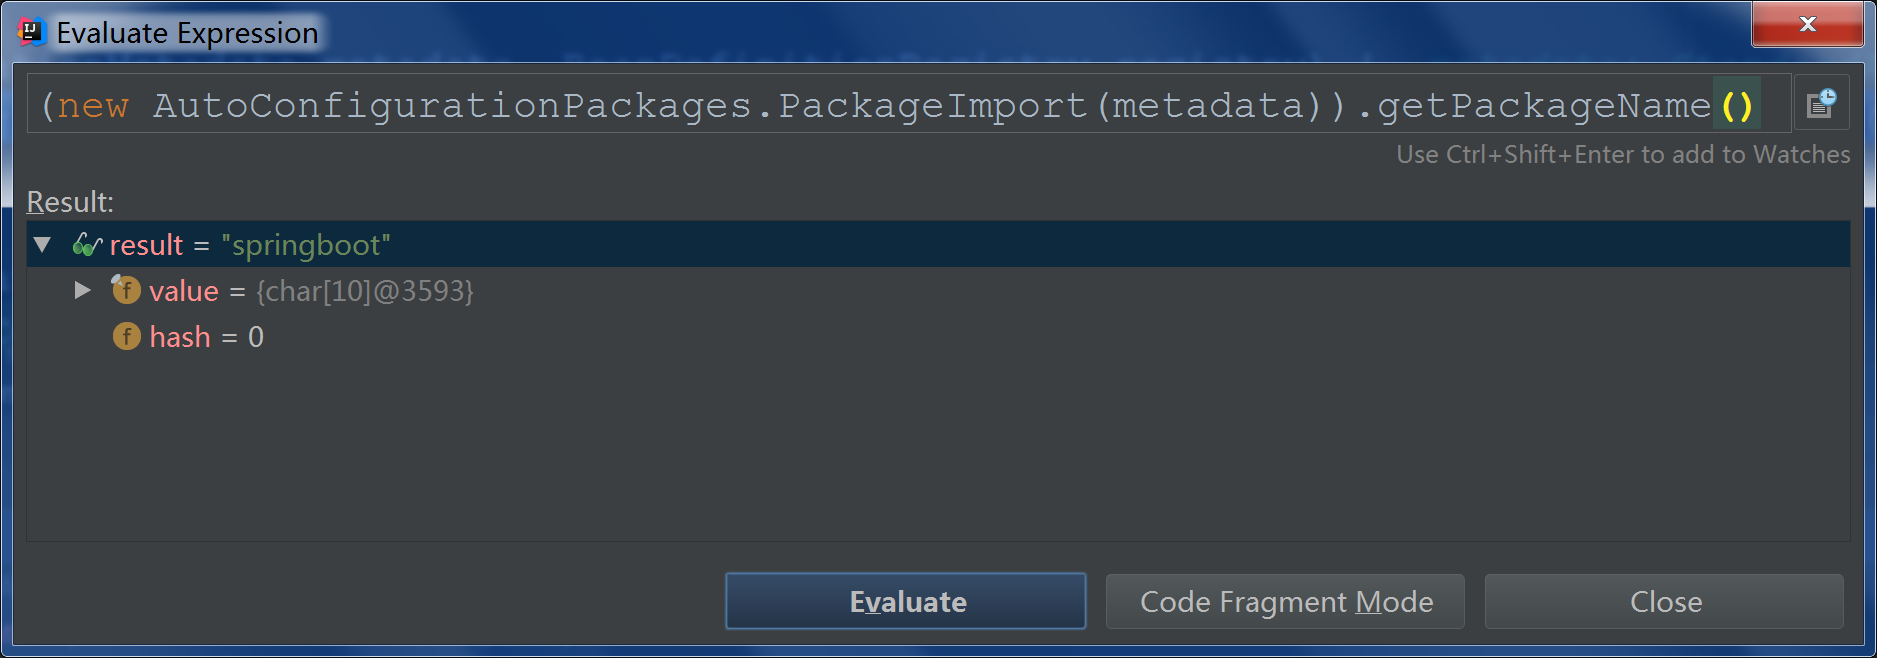 Evaluate Expression
(new AutoConfigurationPackages.PackageImport(metadata)).getPackageName()
Use Ctrl+Shift+Enter to add to Watches
Result:
result = "springboot"
value = {char[10]@3593}
hash = 0
Evaluate Code Fragment Mode Close